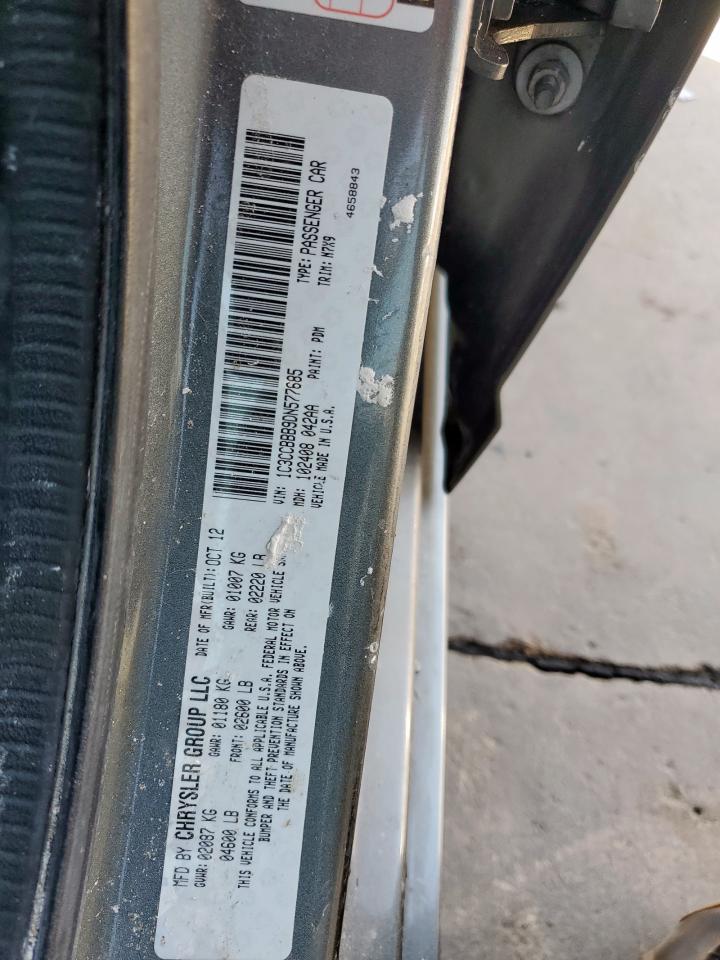 MFD BY CHRYSLER GROUP LLC DATE OF MFR(BUILT): OCT 12
GVWR: 02087 KG GAWR: 01180 KG GAWR: 01007 KG
04600 LB FRONT: 02600 LB REAR: 02220 LB
THIS VEHICLE CONFORMS TO ALL APPLICABLE U.S.A. FEDERAL MOTOR VEHICLE
BUMPER AND THEFT PREVENTION STANDARDS IN EFFECT ON
THE DATE OF MANUFACTURE SHOWN ABOVE.
VIN: 1C3CCBBB9DN577685 TYPE: PASSENGER CAR
MDH: 102408 042AA PAINT: PDM TRIM: M7X9
VEHICLE MADE IN U.S.A.
4658843